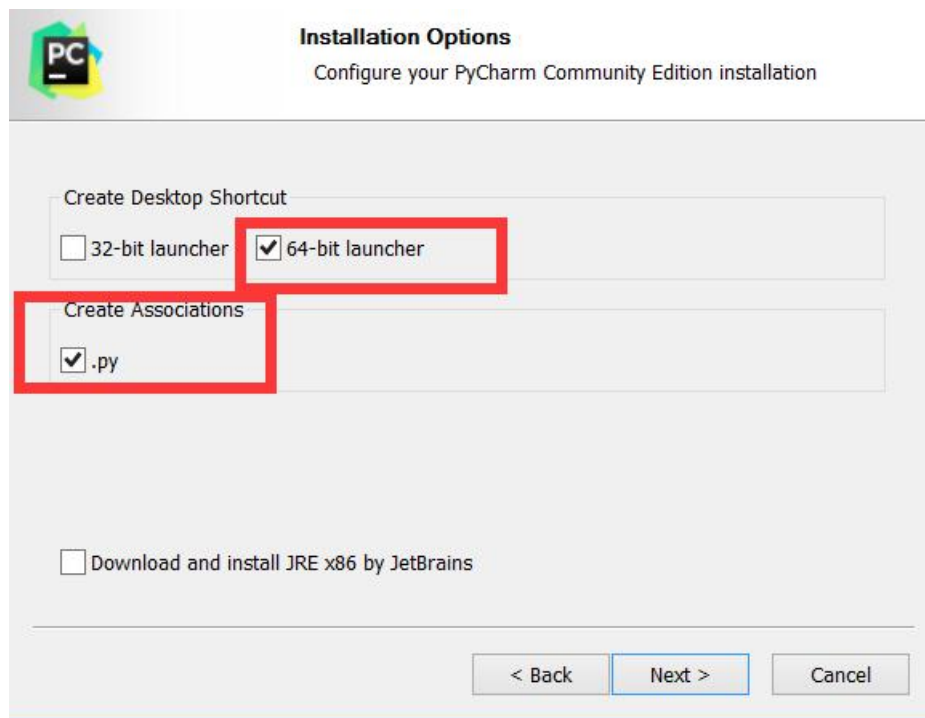 PC
Installation Options
Configure your PyCharm Community Edition installation
Create Desktop Shortcut
32-bit launcher 64-bit launcher
Create Associations
.py
Download and install JRE x86 by JetBrains
< Back Next > Cancel